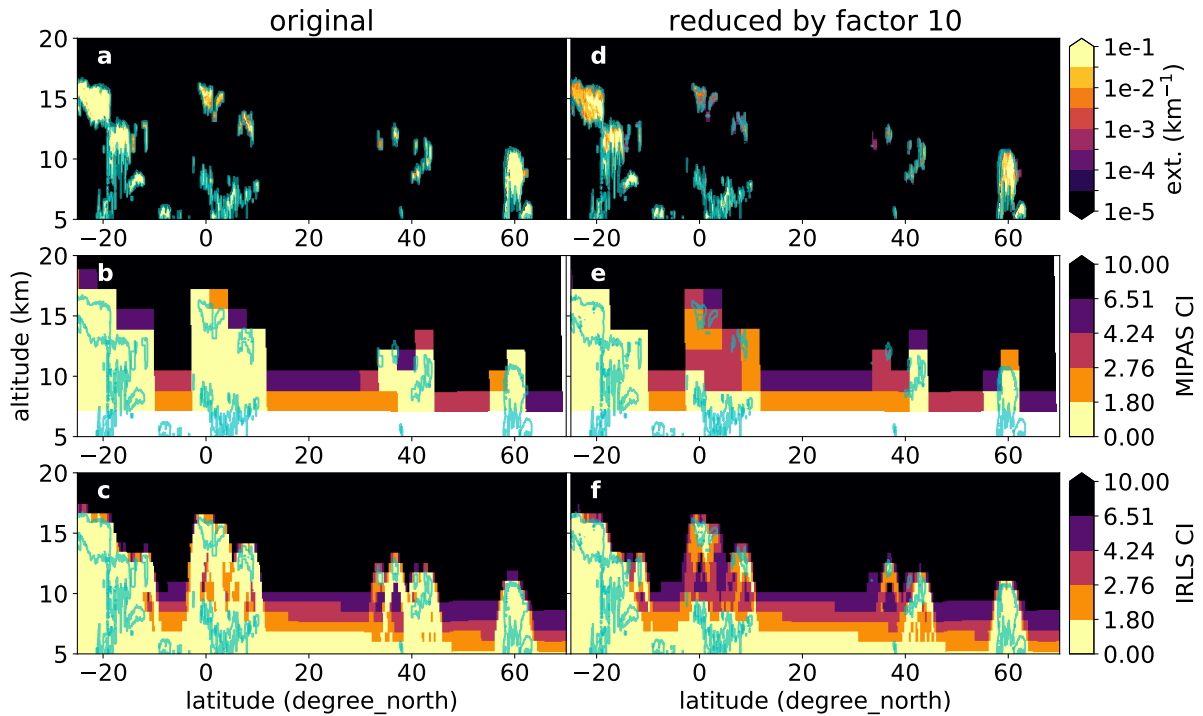 original
reduced by factor 10
a
20
15
10
5
−20 0 20 40 60
d
−20 0 20 40 60
1e-1
1e-2
1e-3
1e-4
1e-5
ext. (km−1)
b
20
15
10
5
altitude (km)
−20 0 20 40 60
e
−20 0 20 40 60
10.00
6.51
4.24
2.76
1.80
0.00
MIPAS CI
c
20
15
10
5
−20 0 20 40 60
latitude (degree_north)
f
−20 0 20 40 60
latitude (degree_north)
10.00
6.51
4.24
2.76
1.80
0.00
IRLS CI